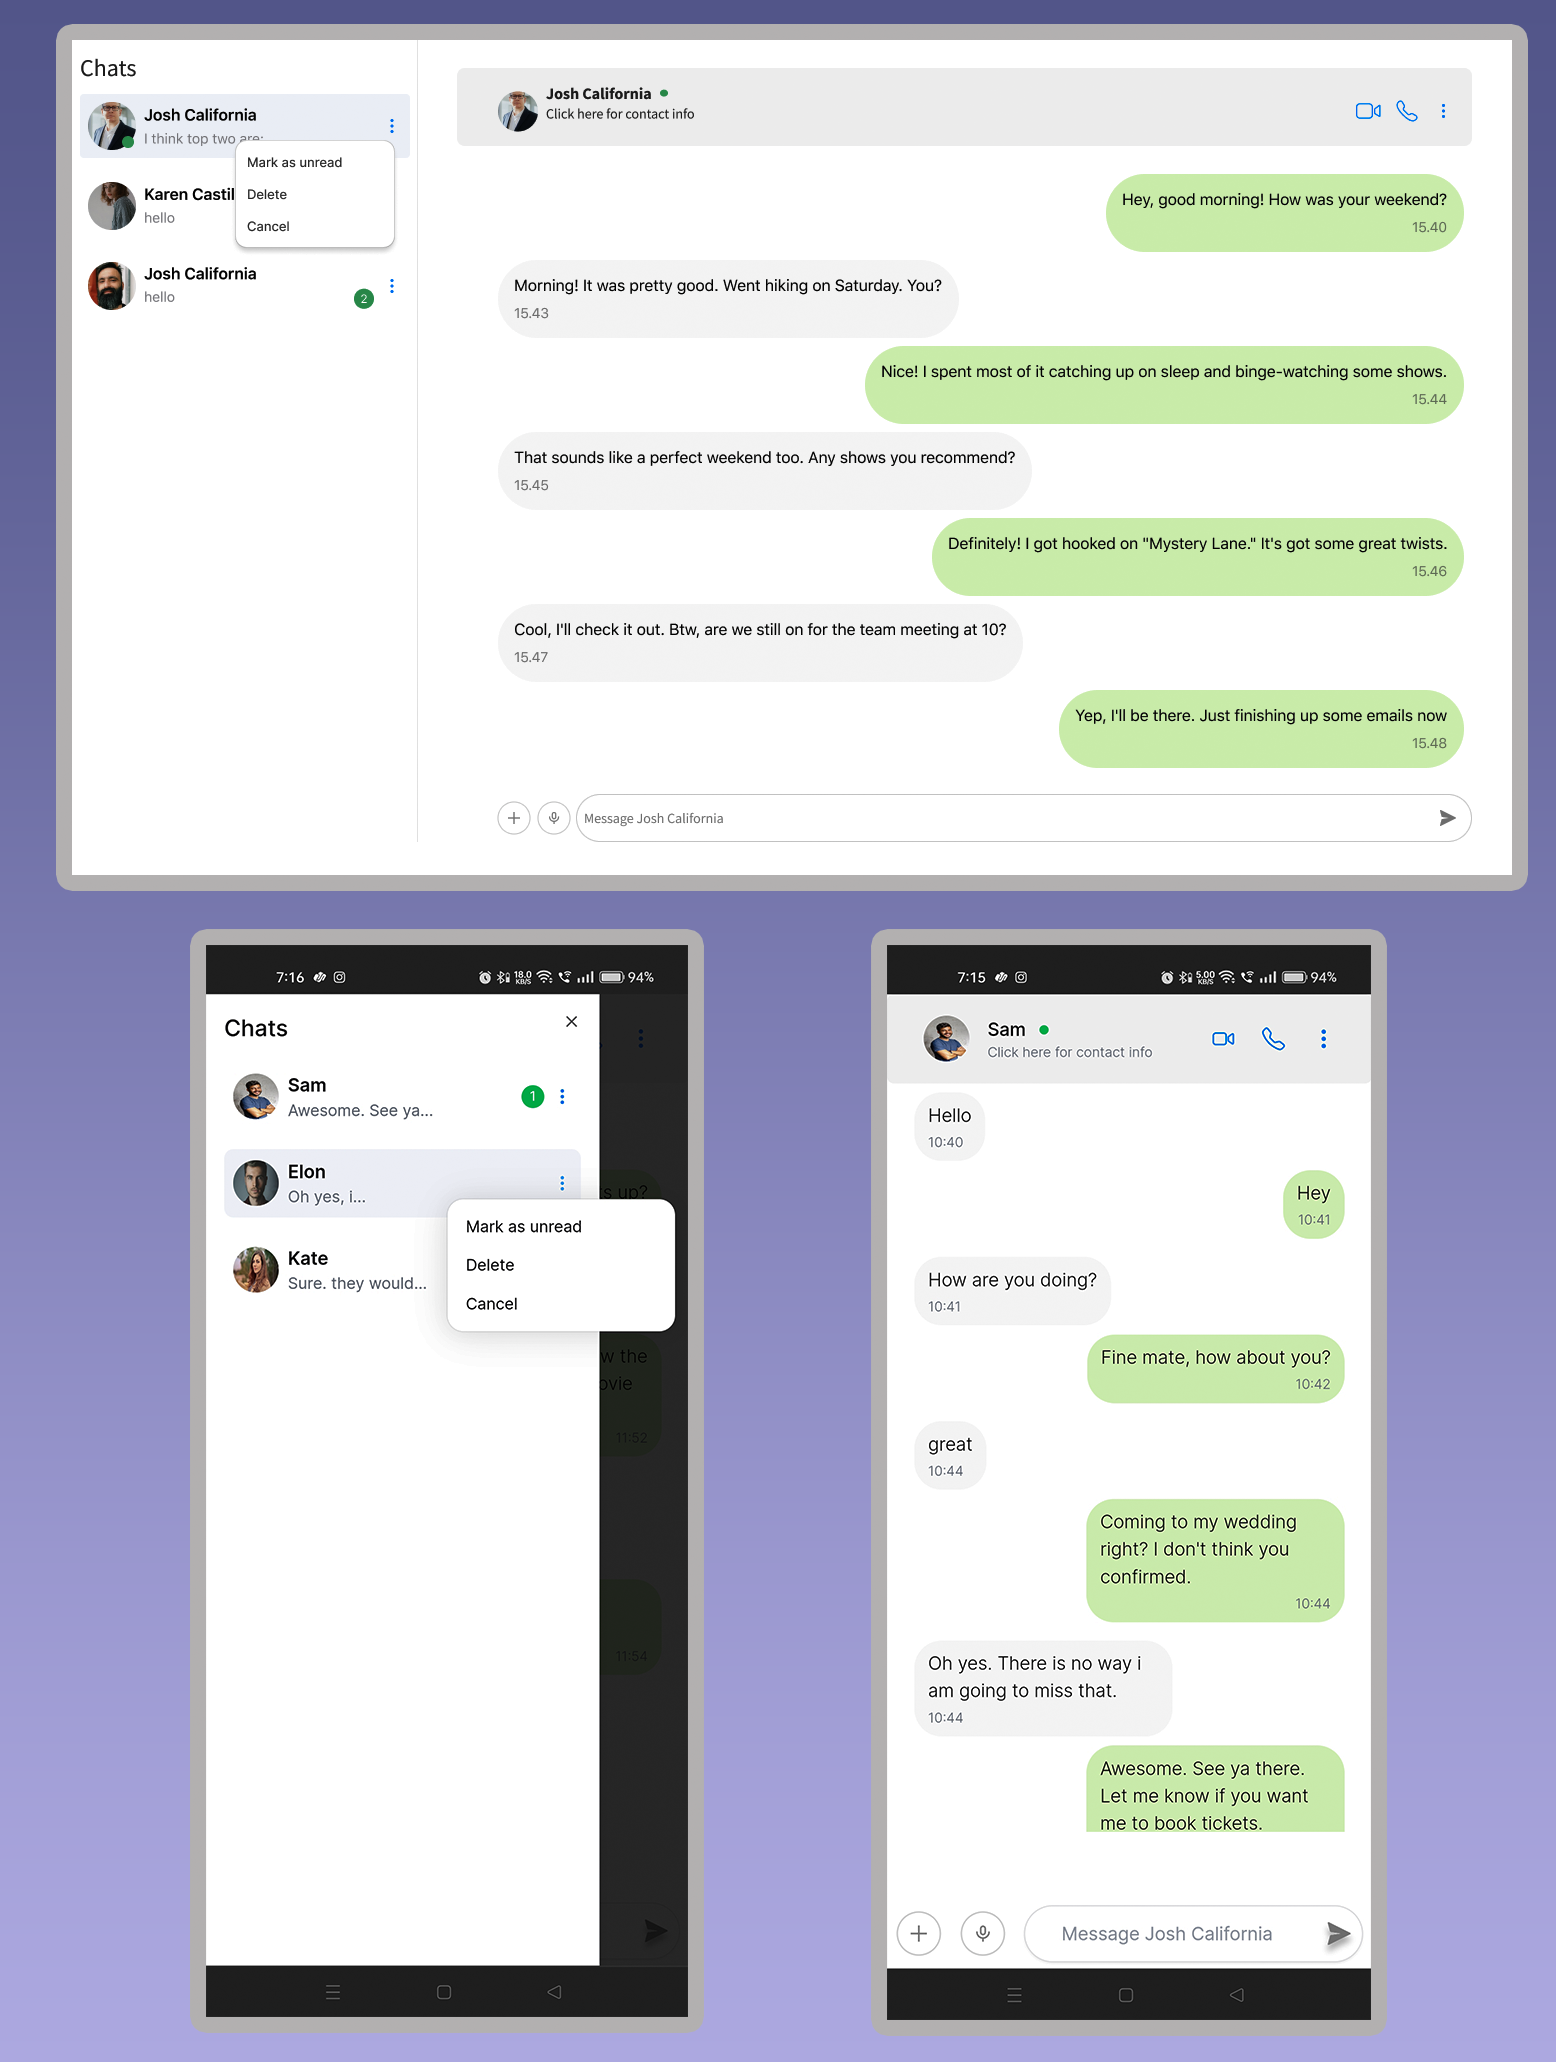 Chats
Josh California
I think top two are:
Mark as unread
Delete
Cancel
Karen Castil
hello
Josh California
hello
2
Josh California
Click here for contact info
Hey, good morning! How was your weekend?
15.40
Morning! It was pretty good. Went hiking on Saturday. You?
15.43
Nice! I spent most of it catching up on sleep and binge-watching some shows.
15.44
That sounds like a perfect weekend too. Any shows you recommend?
15.45
Definitely! I got hooked on "Mystery Lane." It's got some great twists.
15.46
Cool, I'll check it out. Btw, are we still on for the team meeting at 10?
15.47
Yep, I'll be there. Just finishing up some emails now
15.48
Message Josh California
7:16
18.0
KB/S
94%
Chats
Sam
Awesome. See ya...
1
Elon
Oh yes, i...
Mark as unread
Delete
Cancel
Kate
Sure. they would...
s up?
w the
ovie
11:52
11:54
7:15
5.00
KB/S
94%
Sam
Click here for contact info
Hello
10:40
Hey
10:41
How are you doing?
10:41
Fine mate, how about you?
10:42
great
10:44
Coming to my wedding
right? I don't think you
confirmed.
10:44
Oh yes. There is no way i
am going to miss that.
10:44
Awesome. See ya there.
Let me know if you want
me to book tickets.
Message Josh California